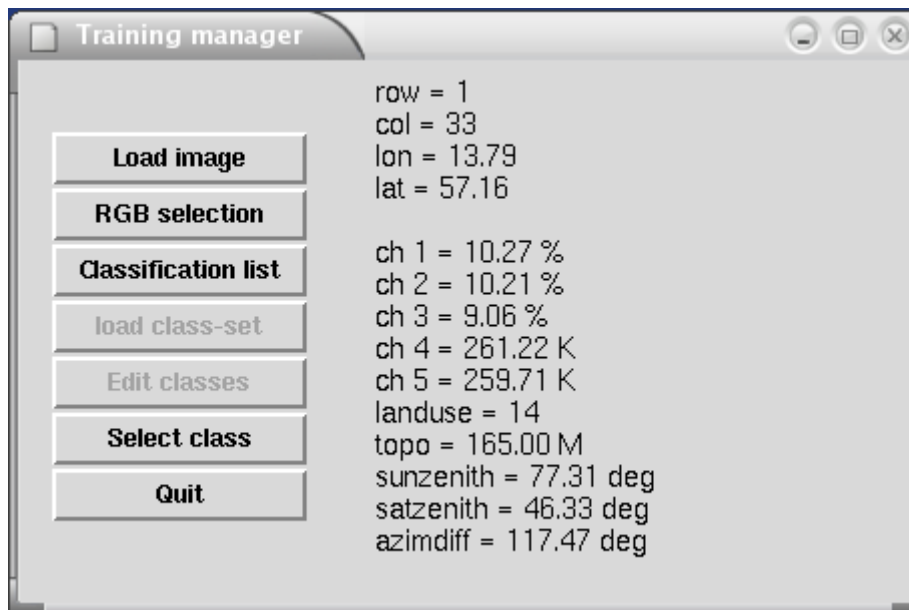 Training manager
Load image
RGB selection
Classification list
load class-set
Edit classes
Select class
Quit
row = 1
col = 33
lon = 13.79
lat = 57.16
ch 1 = 10.27 %
ch 2 = 10.21 %
ch 3 = 9.06 %
ch 4 = 261.22 K
ch 5 = 259.71 K
landuse = 14
topo = 165.00 M
sunzenith = 77.31 deg
satzenith = 46.33 deg
azimdiff = 117.47 deg